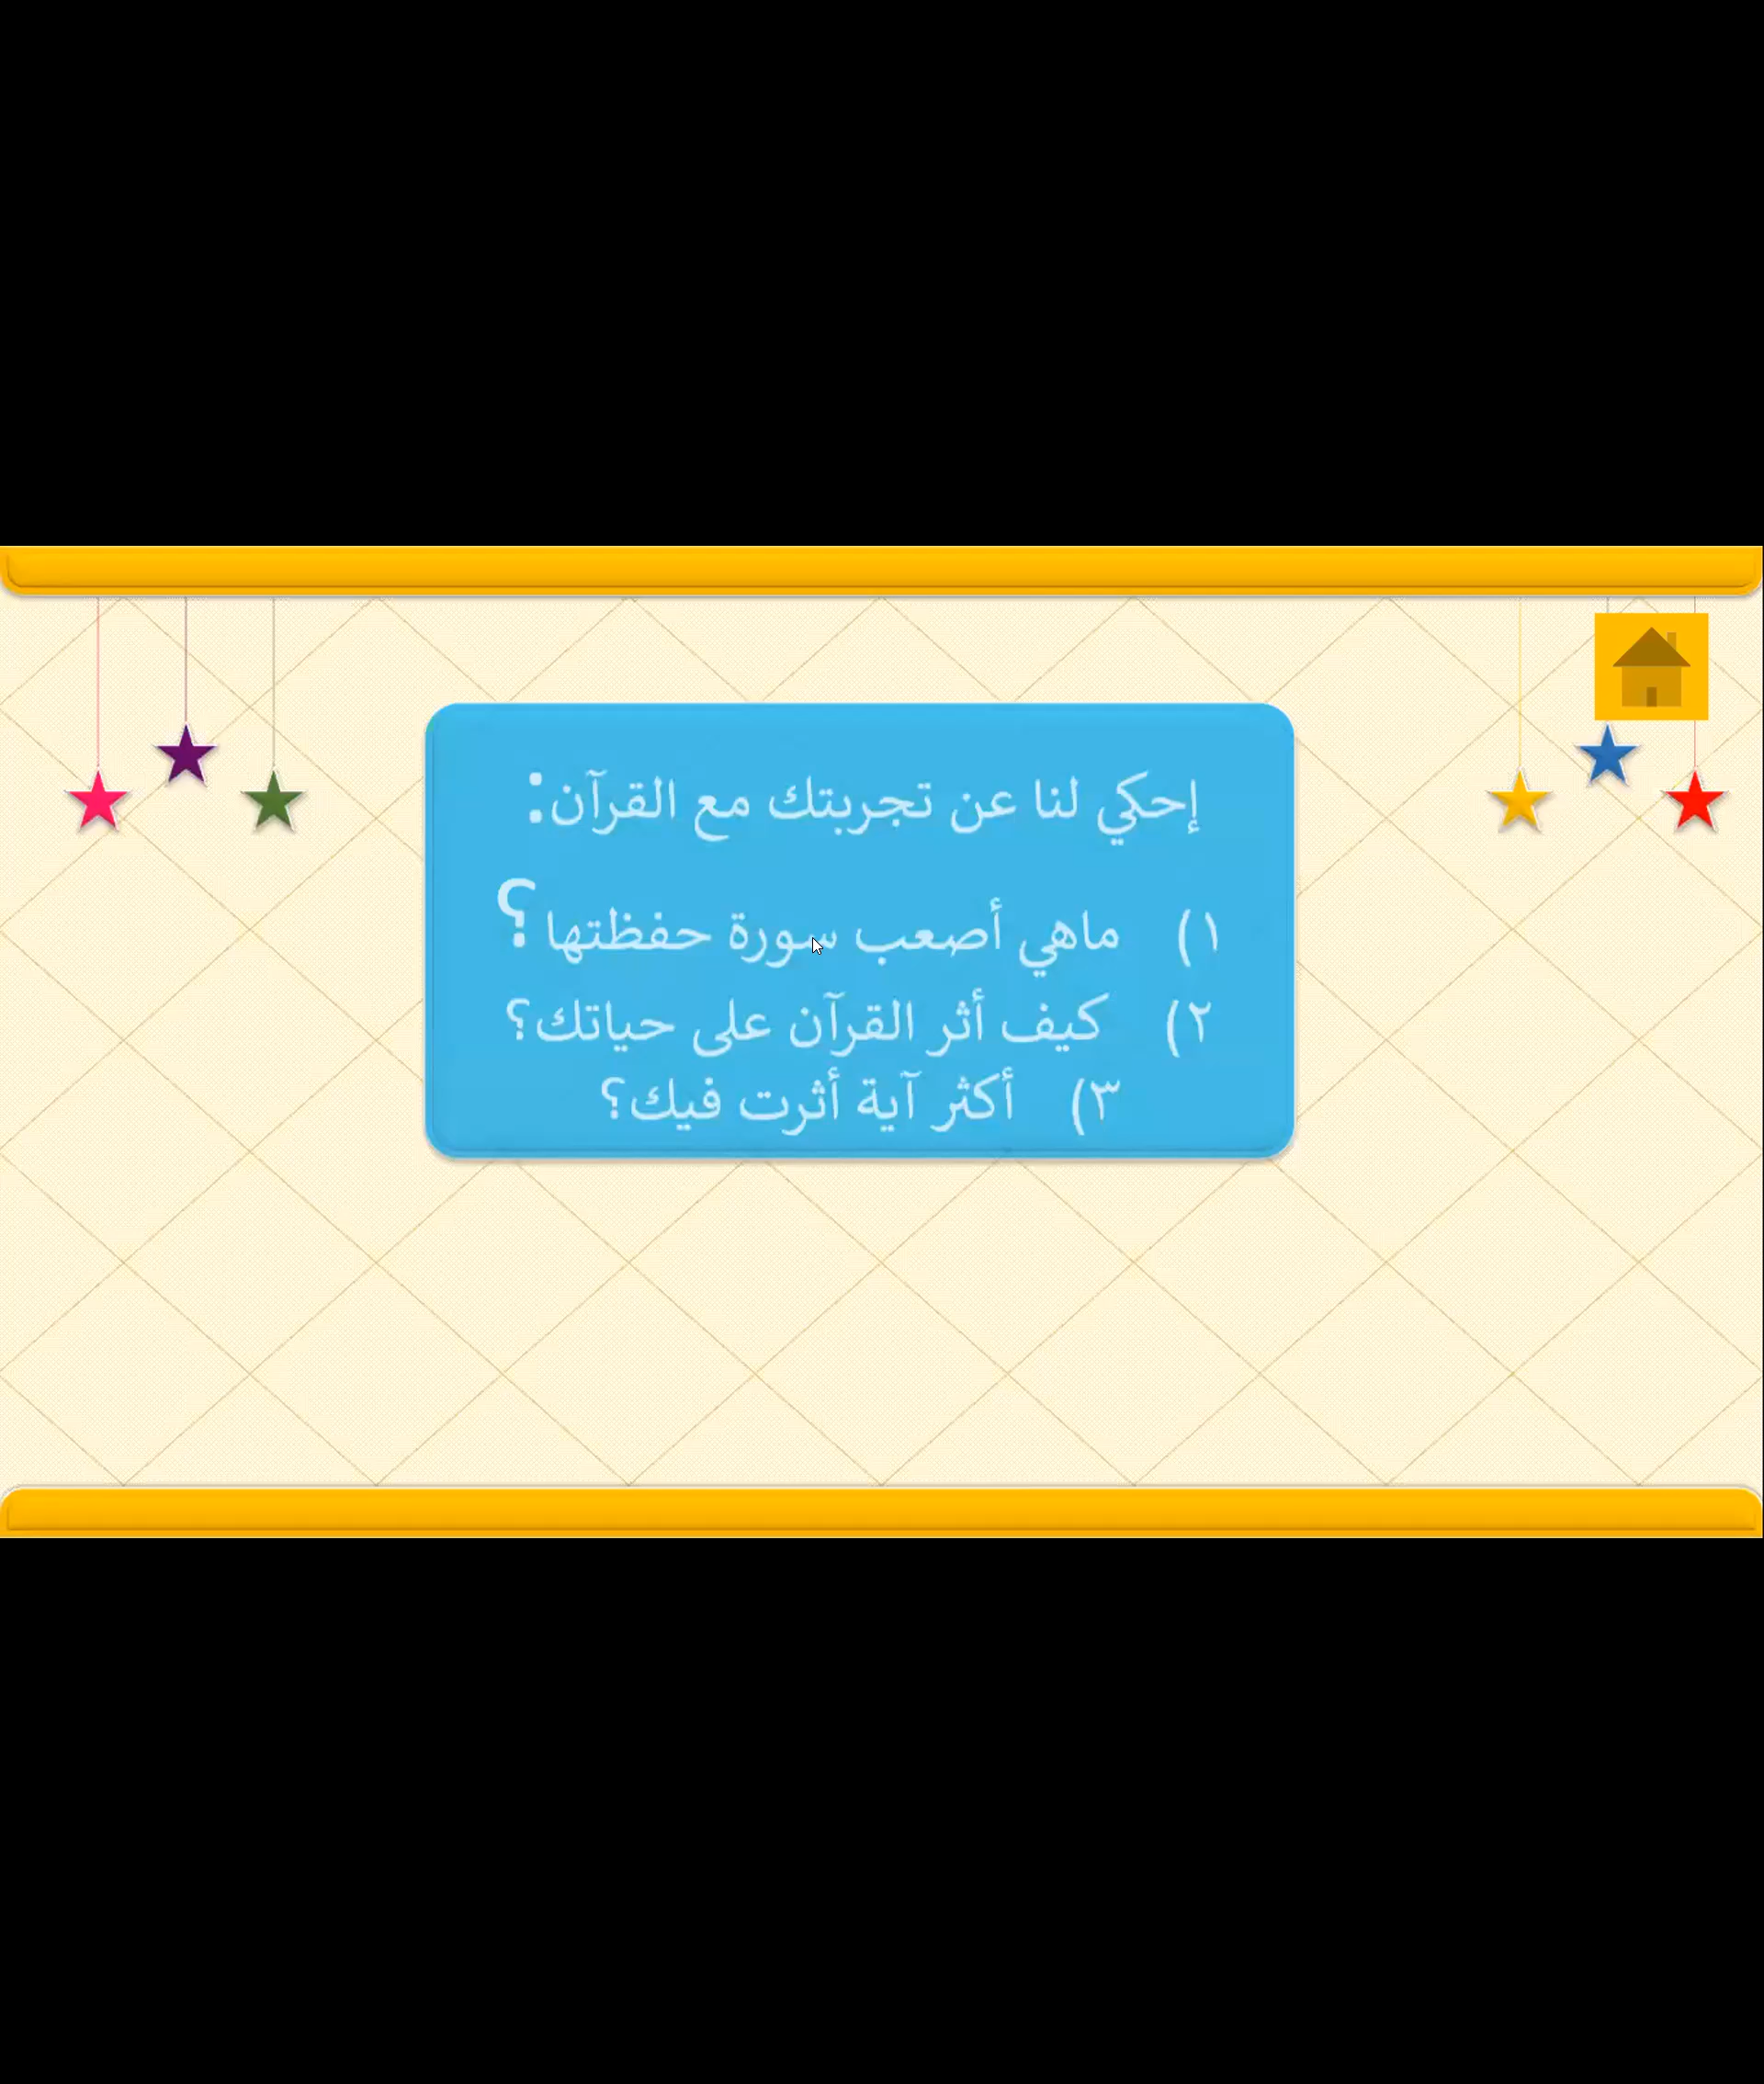 إحكي لنا عن تجربتك مع القرآن:
١) ماهي أصعب سورة حفظتها؟
٢) كيف أثر القرآن على حياتك؟
٣) أكثر آية أثرت فيك؟